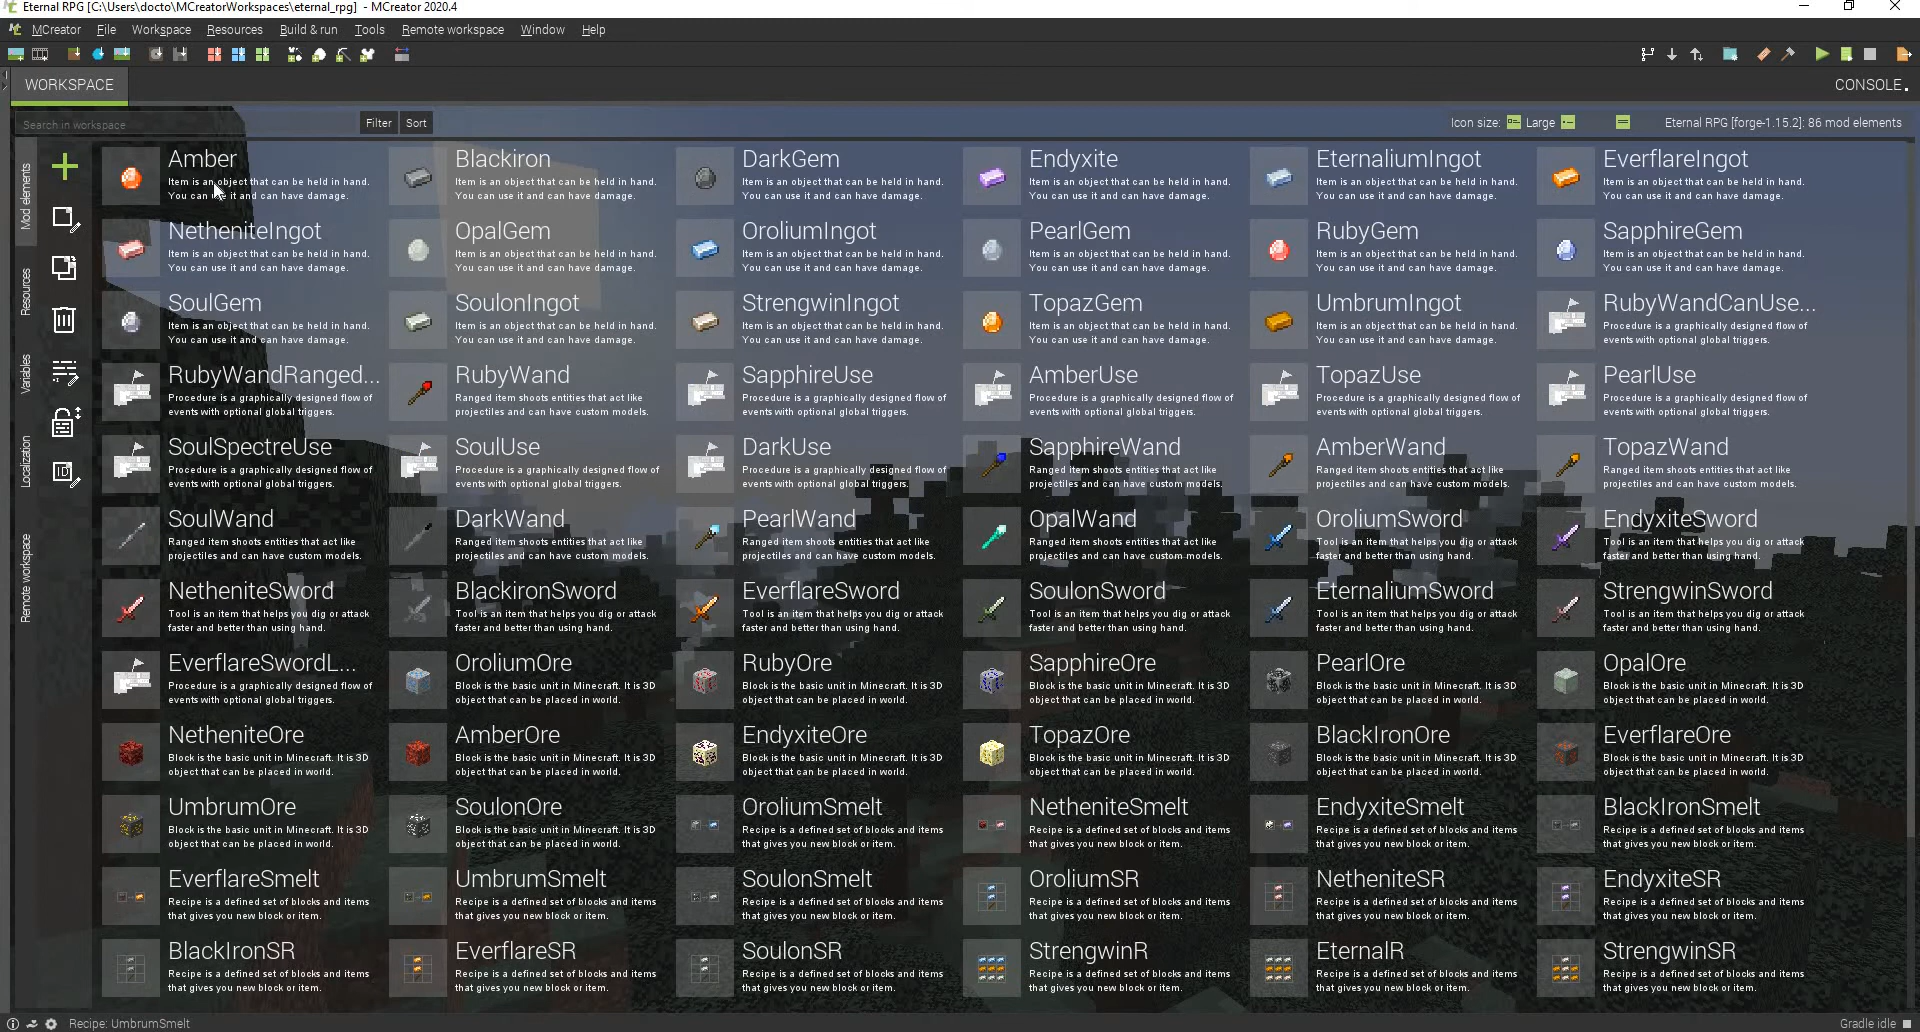 Eternal RPG [C:\Users\docto\MCreatorWorkspaces\eternal_rpg] - MCreator 2020.4
MCreator File Workspace Resources Build & run Tools Remote workspace Window Help
WORKSPACE
CONSOLE
Search in workspace
Filter
Sort
Icon size:
Large
Eternal RPG [forge-1.15.2]: 86 mod elements
Mod elements
Resources
Variables
Localization
Remote workspace
ID
Amber
Item is an object that can be held in hand.
You can use it and can have damage.
Blackiron
Item is an object that can be held in hand.
You can use it and can have damage.
DarkGem
Item is an object that can be held in hand.
You can use it and can have damage.
Endyxite
Item is an object that can be held in hand.
You can use it and can have damage.
EternaliumIngot
Item is an object that can be held in hand.
You can use it and can have damage.
EverflareIngot
Item is an object that can be held in hand.
You can use it and can have damage.
NetheniteIngot
Item is an object that can be held in hand.
You can use it and can have damage.
OpalGem
Item is an object that can be held in hand.
You can use it and can have damage.
OroliumIngot
Item is an object that can be held in hand.
You can use it and can have damage.
PearlGem
Item is an object that can be held in hand.
You can use it and can have damage.
RubyGem
Item is an object that can be held in hand.
You can use it and can have damage.
SapphireGem
Item is an object that can be held in hand.
You can use it and can have damage.
SoulGem
Item is an object that can be held in hand.
You can use it and can have damage.
SoulonIngot
Item is an object that can be held in hand.
You can use it and can have damage.
StrengwinIngot
Item is an object that can be held in hand.
You can use it and can have damage.
TopazGem
Item is an object that can be held in hand.
You can use it and can have damage.
UmbrumIngot
Item is an object that can be held in hand.
You can use it and can have damage.
RubyWandCanUse...
Procedure is a graphically designed flow of
events with optional global triggers.
RubyWandRanged...
Procedure is a graphically designed flow of
events with optional global triggers.
RubyWand
Ranged item shoots entities that act like
projectiles and can have custom models.
SapphireUse
Procedure is a graphically designed flow of
events with optional global triggers.
AmberUse
Procedure is a graphically designed flow of
events with optional global triggers.
TopazUse
Procedure is a graphically designed flow of
events with optional global triggers.
PearlUse
Procedure is a graphically designed flow of
events with optional global triggers.
SoulSpectreUse
Procedure is a graphically designed flow of
events with optional global triggers.
SoulUse
Procedure is a graphically designed flow of
events with optional global triggers.
DarkUse
Procedure is a graphically designed flow of
events with optional global triggers.
SapphireWand
Ranged item shoots entities that act like
projectiles and can have custom models.
AmberWand
Ranged item shoots entities that act like
projectiles and can have custom models.
TopazWand
Ranged item shoots entities that act like
projectiles and can have custom models.
SoulWand
Ranged item shoots entities that act like
projectiles and can have custom models.
DarkWand
Ranged item shoots entities that act like
projectiles and can have custom models.
PearlWand
Ranged item shoots entities that act like
projectiles and can have custom models.
OpalWand
Ranged item shoots entities that act like
projectiles and can have custom models.
OroliumSword
Tool is an item that helps you dig or attack
faster and better than using hand.
EndyxiteSword
Tool is an item that helps you dig or attack
faster and better than using hand.
NetheniteSword
Tool is an item that helps you dig or attack
faster and better than using hand.
BlackironSword
Tool is an item that helps you dig or attack
faster and better than using hand.
EverflareSword
Tool is an item that helps you dig or attack
faster and better than using hand.
SoulonSword
Tool is an item that helps you dig or attack
faster and better than using hand.
EternaliumSword
Tool is an item that helps you dig or attack
faster and better than using hand.
StrengwinSword
Tool is an item that helps you dig or attack
faster and better than using hand.
EverflareSwordL...
Procedure is a graphically designed flow of
events with optional global triggers.
OroliumOre
Block is the basic unit in Minecraft. It is 3D
object that can be placed in world.
RubyOre
Block is the basic unit in Minecraft. It is 3D
object that can be placed in world.
SapphireOre
Block is the basic unit in Minecraft. It is 3D
object that can be placed in world.
PearlOre
Block is the basic unit in Minecraft. It is 3D
object that can be placed in world.
OpalOre
Block is the basic unit in Minecraft. It is 3D
object that can be placed in world.
NetheniteOre
Block is the basic unit in Minecraft. It is 3D
object that can be placed in world.
AmberOre
Block is the basic unit in Minecraft. It is 3D
object that can be placed in world.
EndyxiteOre
Block is the basic unit in Minecraft. It is 3D
object that can be placed in world.
TopazOre
Block is the basic unit in Minecraft. It is 3D
object that can be placed in world.
BlackIronOre
Block is the basic unit in Minecraft. It is 3D
object that can be placed in world.
EverflareOre
Block is the basic unit in Minecraft. It is 3D
object that can be placed in world.
UmbrumOre
Block is the basic unit in Minecraft. It is 3D
object that can be placed in world.
SoulonOre
Block is the basic unit in Minecraft. It is 3D
object that can be placed in world.
OroliumSmelt
Recipe is a defined set of blocks and items
that gives you new block or item.
NetheniteSmelt
Recipe is a defined set of blocks and items
that gives you new block or item.
EndyxiteSmelt
Recipe is a defined set of blocks and items
that gives you new block or item.
BlackIronSmelt
Recipe is a defined set of blocks and items
that gives you new block or item.
EverflareSmelt
Recipe is a defined set of blocks and items
that gives you new block or item.
UmbrumSmelt
Recipe is a defined set of blocks and items
that gives you new block or item.
SoulonSmelt
Recipe is a defined set of blocks and items
that gives you new block or item.
OroliumSR
Recipe is a defined set of blocks and items
that gives you new block or item.
NetheniteSR
Recipe is a defined set of blocks and items
that gives you new block or item.
EndyxiteSR
Recipe is a defined set of blocks and items
that gives you new block or item.
BlackIronSR
Recipe is a defined set of blocks and items
that gives you new block or item.
EverflareSR
Recipe is a defined set of blocks and items
that gives you new block or item.
SoulonSR
Recipe is a defined set of blocks and items
that gives you new block or item.
StrengwinR
Recipe is a defined set of blocks and items
that gives you new block or item.
EternalR
Recipe is a defined set of blocks and items
that gives you new block or item.
StrengwinSR
Recipe is a defined set of blocks and items
that gives you new block or item.
Recipe: UmbrumSmelt
Gradle idle